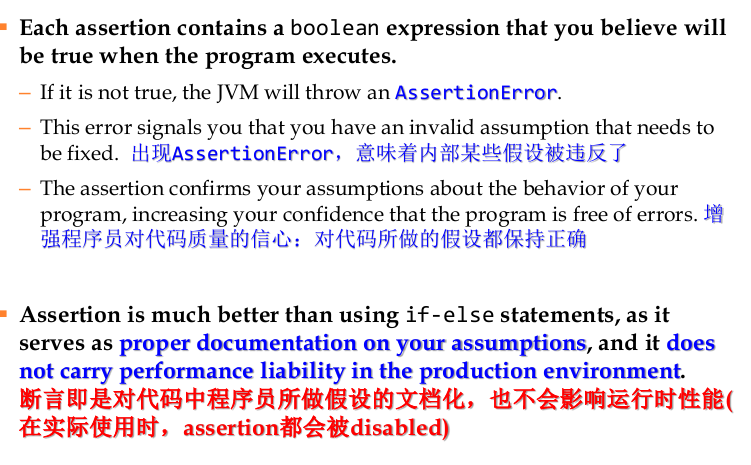 Each assertion contains a boolean expression that you believe will
be true when the program executes.
– If it is not true, the JVM will throw an AssertionError.
– This error signals you that you have an invalid assumption that needs to
be fixed. 出现AssertionError，意味着内部某些假设被违反了
– The assertion confirms your assumptions about the behavior of your
program, increasing your confidence that the program is free of errors. 增
强程序员对代码质量的信心：对代码所做的假设都保持正确
Assertion is much better than using if-else statements, as it
serves as proper documentation on your assumptions, and it does
not carry performance liability in the production environment.
断言即是对代码中程序员所做假设的文档化，也不会影响运行时性能(
在实际使用时，assertion都会被disabled)